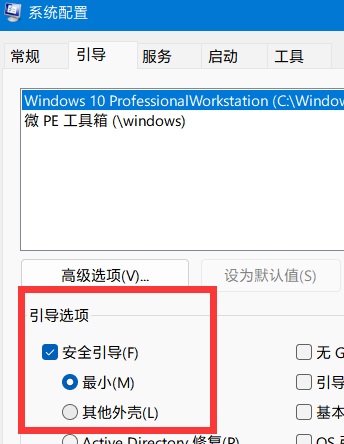 系统配置
常规 引导 服务 启动 工具
Windows 10 ProfessionalWorkstation (C:\Window
微 PE 工具箱 (\windows)
高级选项(V)... 设为默认值(S)
引导选项
安全引导(F) 无 G
最小(M) 引导
其他外壳(L) 基本
Active Directory 修复(R) OS